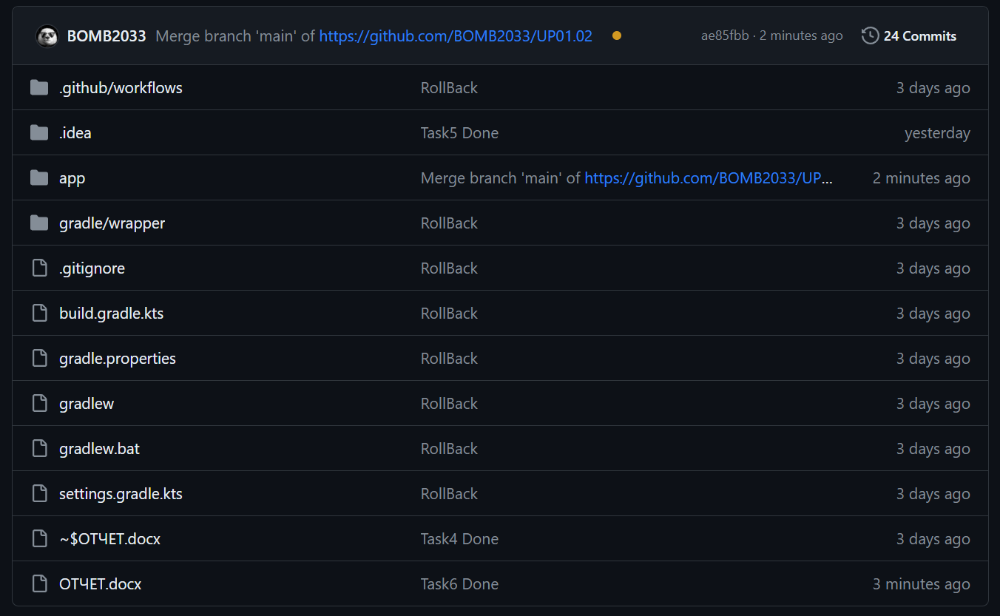 BOMB2033 Merge branch 'main' of https://github.com/BOMB2033/UP01.02 ae85fbb · 2 minutes ago 24 Commits
.github/workflows RollBack 3 days ago
.idea Task5 Done yesterday
app Merge branch 'main' of https://github.com/BOMB2033/UP... 2 minutes ago
gradle/wrapper RollBack 3 days ago
.gitignore RollBack 3 days ago
build.gradle.kts RollBack 3 days ago
gradle.properties RollBack 3 days ago
gradlew RollBack 3 days ago
gradlew.bat RollBack 3 days ago
settings.gradle.kts RollBack 3 days ago
~$ОТЧЕТ.docx Task4 Done 3 days ago
ОТЧЕТ.docx Task6 Done 3 minutes ago